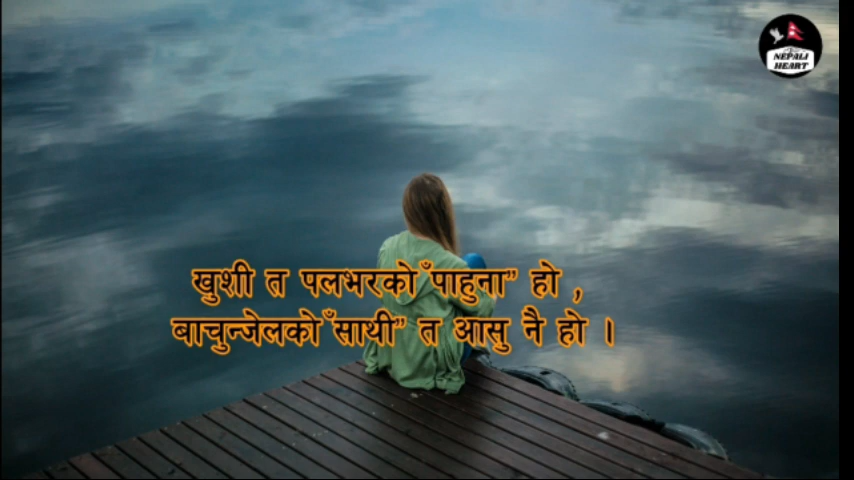 NEPALI
HEART
खुशी त पलभरको ँपाहुना” हो ,
बाचुन्जेलको ँसाथी” त आसु नै हो ।